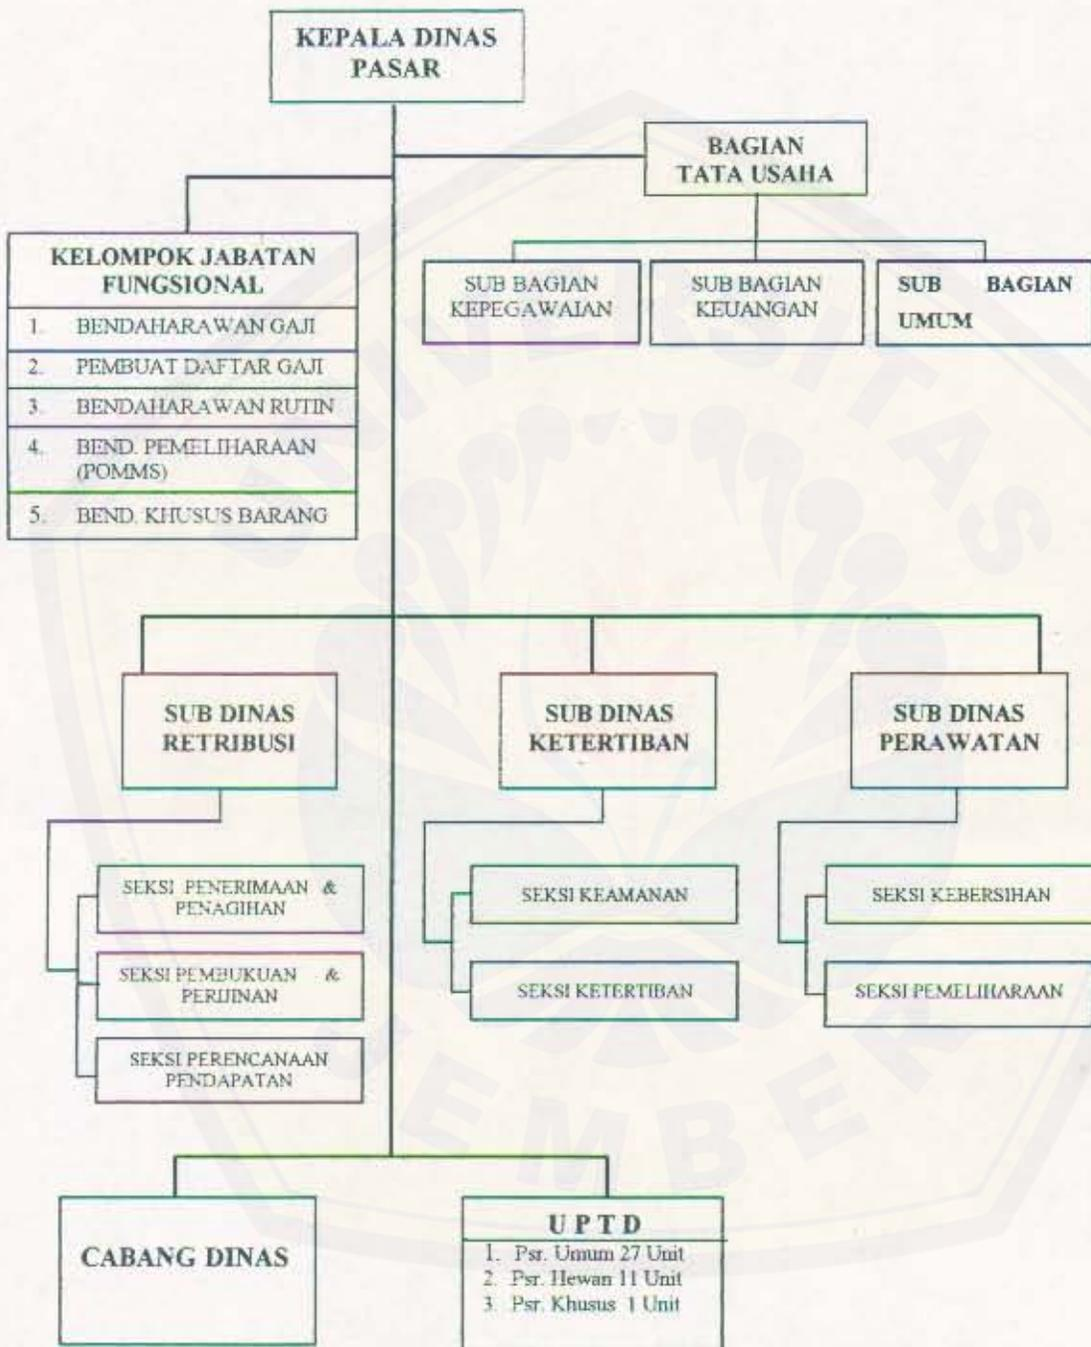 KEPALA DINAS
PASAR
BAGIAN
TATA USAHA
KELOMPOK JABATAN
FUNGSIONAL
1. BENDAHARAWAN GAJI
2. PEMBUAT DAFTAR GAJI
3. BENDAHARAWAN RUTIN
4. BEND. PEMELIHARAAN
(POMMS)
5. BEND. KHUSUS BARANG
SUB BAGIAN
KEPEGAWAIAN
SUB BAGIAN
KEUANGAN
SUB BAGIAN
UMUM
UNIVERSITAS
SUB DINAS
RETRIBUSI
SUB DINAS
KETERTIBAN
SUB DINAS
PERAWATAN
SEKSI PENERIMAAN &
PENAGIHAN
SEKSI PEMBUKUAN &
PERIJINAN
SEKSI PERENCANAAN
PENDAPATAN
SEKSI KEAMANAN
SEKSI KETERTIBAN
SEKSI KEBERSIHAN
SEKSI PEMELIHARAAN
JEMBER
CABANG DINAS
U P T D
1. Psr. Umum 27 Unit
2. Psr. Hewan 11 Unit
3. Psr. Khusus 1 Unit